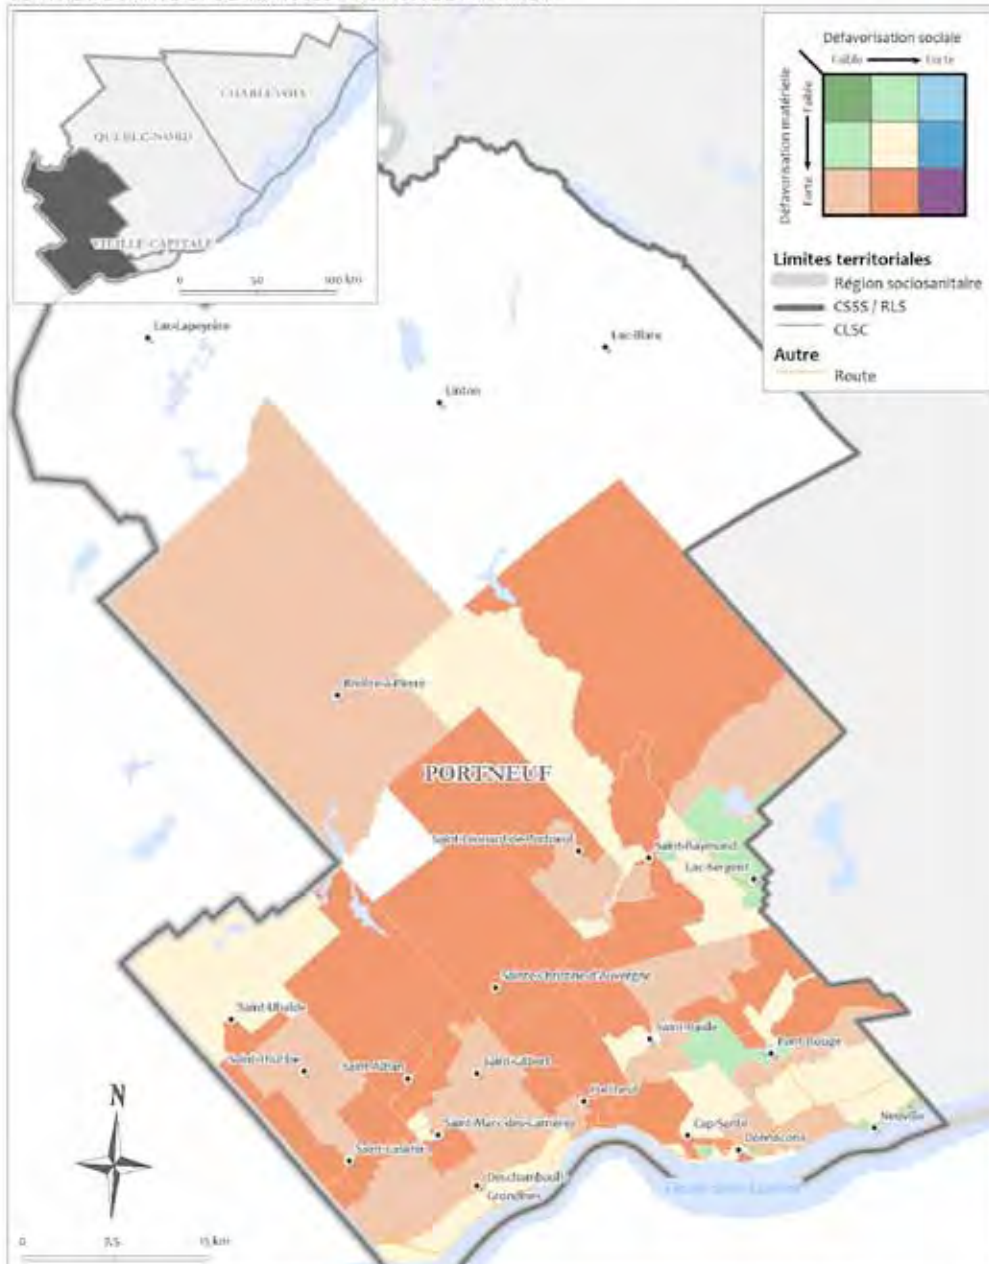 CHARLEVOIX
QUÉBEC-NORD
VIEILLE-CAPITALE
0 50 100 km
Défavorisation sociale
Faible Forte
Défavorisation matérielle
Faible
Forte
Limites territoriales
Région sociosanitaire
CSSS / RLS
CLSC
Autre
Route
Lac-Lapeyrère
Lac-Blanc
Linton
Rivière-à-Pierre
PORTNEUF
Saint-Léonard-de-Portneuf
Saint-Raymond
Lac-Sergent
Sainte-Christine-d'Auvergne
Saint-Ubalde
Saint-Basile
Pont-Rouge
Saint-Thuribe
Saint-Alban
Saint-Gilbert
Portneuf
Neuville
Saint-Marc-des-Carrières
Cap-Santé
Donnacona
Saint-Casimir
Deschambault-
Grondines
Fleuve Saint-Laurent
N
0 7,5 15 km